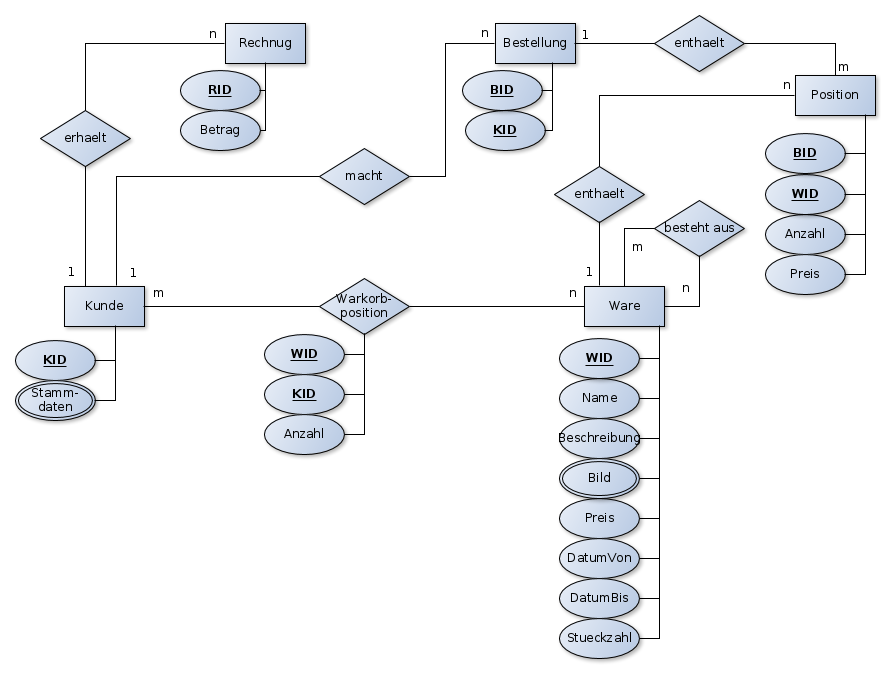 n
Rechnug
RID
Betrag
erhaelt
1
n
Bestellung
1
BID
KID
enthaelt
m
n
Position
BID
WID
Anzahl
Preis
macht
1
enthaelt
1
besteht aus
m
n
Kunde
KID
Stamm-
daten
m
Warkorb-
position
n
WID
KID
Anzahl
Ware
WID
Name
Beschreibung
Bild
Preis
DatumVon
DatumBis
Stueckzahl